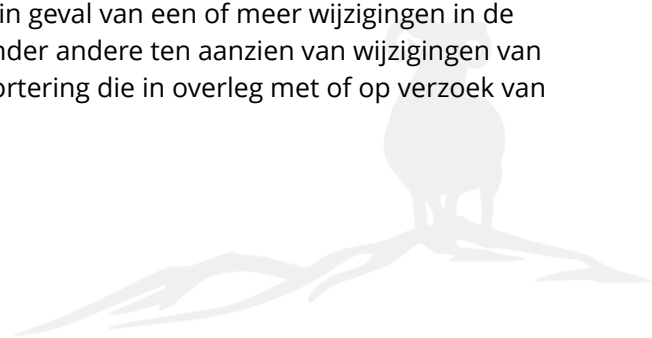 in geval van een of meer wijzigingen in de
nder andere ten aanzien van wijzigingen van
ortering die in overleg met of op verzoek van